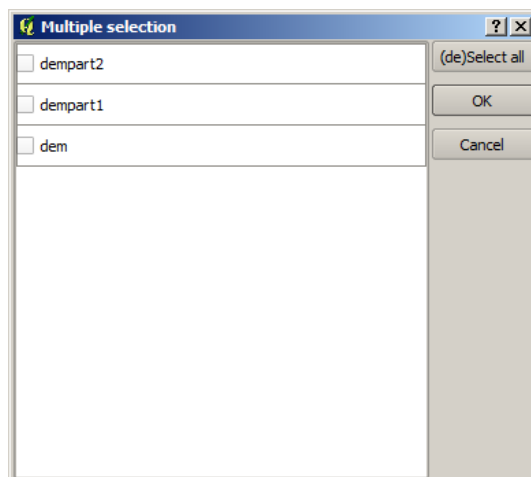 Multiple selection
dempart2
dempart1
dem
(de)Select all
OK
Cancel